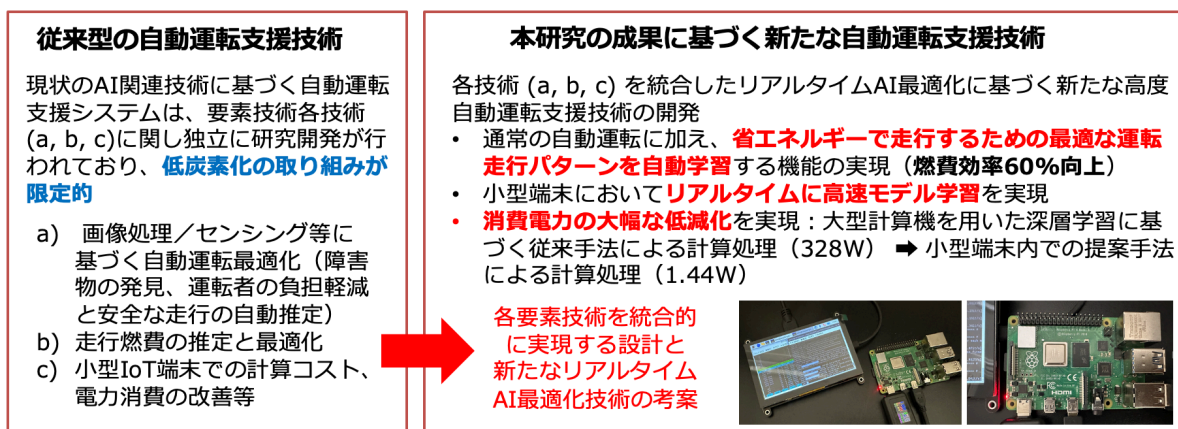 従来型の自動運転支援技術
現状のAI関連技術に基づく自動運転
支援システムは、要素技術各技術
(a, b, c)に関し独立に研究開発が行
われており、低炭素化の取り組みが
限定的
a) 画像処理／センシング等に
基づく自動運転最適化（障害
物の発見、運転者の負担軽減
と安全な走行の自動推定）
b) 走行燃費の推定と最適化
c) 小型IoT端末での計算コスト、
電力消費の改善等
本研究の成果に基づく新たな自動運転支援技術
各技術 (a, b, c) を統合したリアルタイムAI最適化に基づく新たな高度
自動運転支援技術の開発
• 通常の自動運転に加え、省エネルギーで走行するための最適な運転
走行パターンを自動学習する機能の実現（燃費効率60%向上）
• 小型端末においてリアルタイムに高速モデル学習を実現
• 消費電力の大幅な低減化を実現：大型計算機を用いた深層学習に基
づく従来手法による計算処理（328W） ➡ 小型端末内での提案手法
による計算処理（1.44W）
各要素技術を統合的
に実現する設計と
新たなリアルタイム
AI最適化技術の考案
HDMI